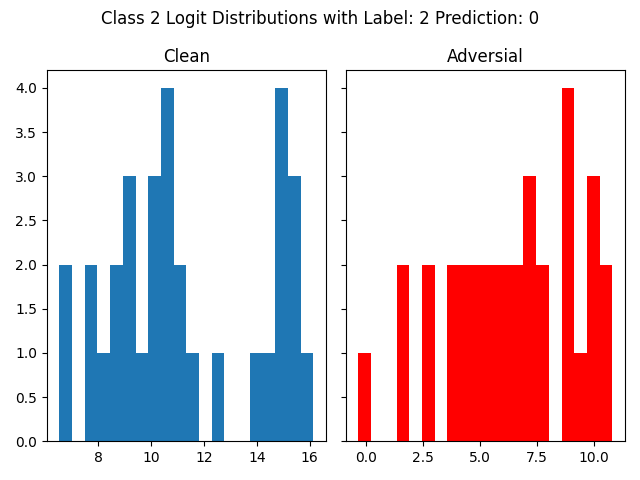 Class 2 Logit Distributions with Label: 2 Prediction: 0
Clean
Adversial
4.0
3.5
3.0
2.5
2.0
1.5
1.0
0.5
0.0
8 10 12 14 16
0.0 2.5 5.0 7.5 10.0